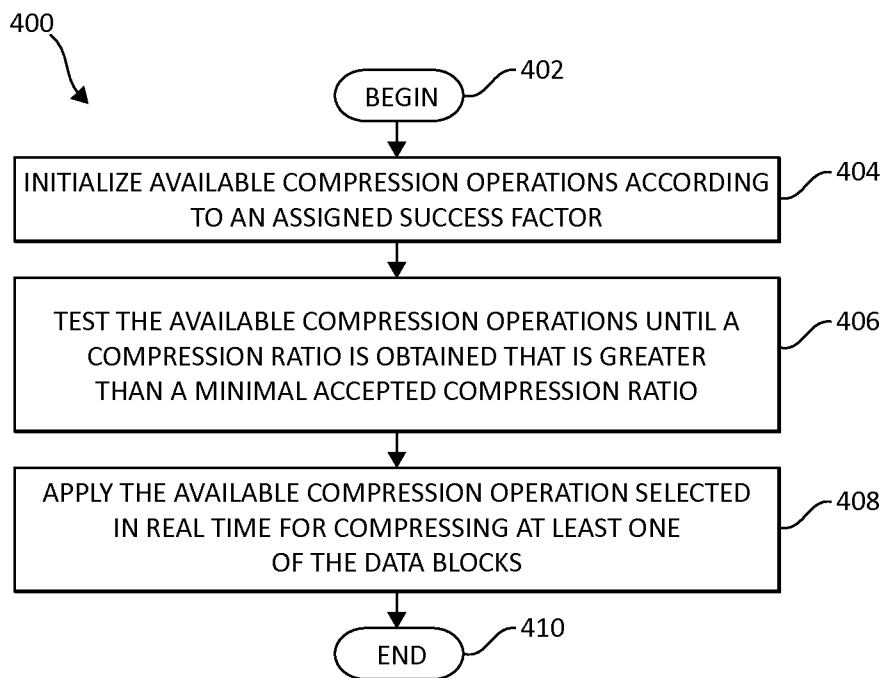 400
402
BEGIN
404
INITIALIZE AVAILABLE COMPRESSION OPERATIONS ACCORDING
TO AN ASSIGNED SUCCESS FACTOR
406
TEST THE AVAILABLE COMPRESSION OPERATIONS UNTIL A
COMPRESSION RATIO IS OBTAINED THAT IS GREATER
THAN A MINIMAL ACCEPTED COMPRESSION RATIO
408
APPLY THE AVAILABLE COMPRESSION OPERATION SELECTED
IN REAL TIME FOR COMPRESSING AT LEAST ONE
OF THE DATA BLOCKS
410
END